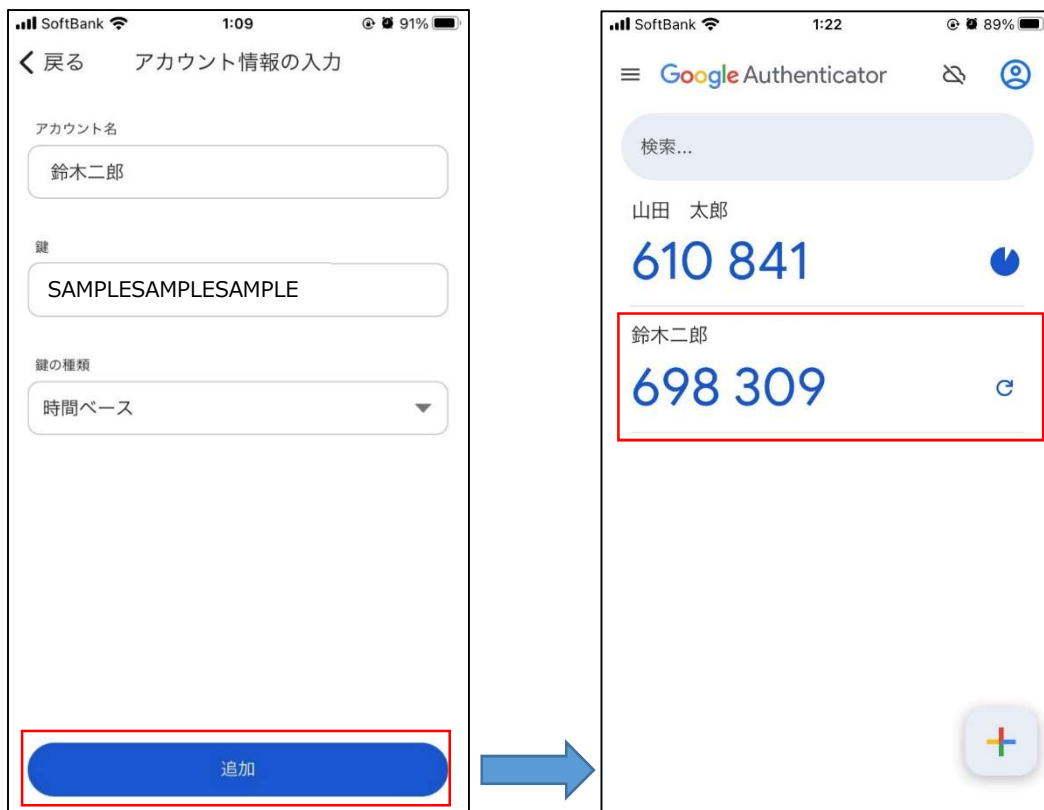 SoftBank 1:09 91%
戻る アカウント情報の入力
アカウント名
鈴木二郎
鍵
SAMPLESAMPLESAMPLE
鍵の種類
時間ベース
追加
SoftBank 1:22 89%
Google Authenticator
検索...
山田 太郎
610 841
鈴木二郎
698 309